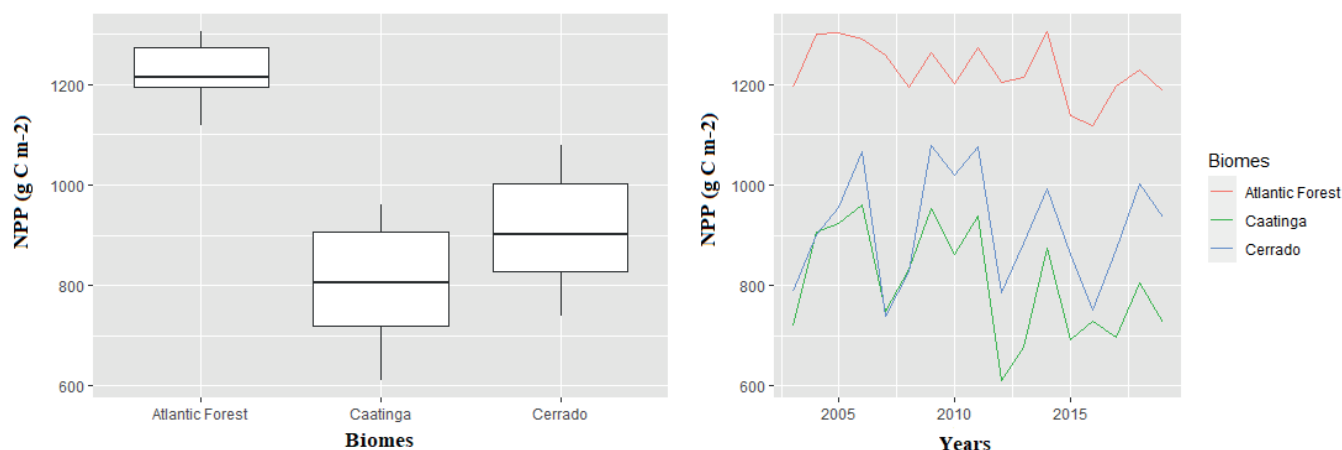 NPP (g C m-2)
1200
1000
800
600
Atlantic Forest
Caatinga
Cerrado
Biomes
NPP (g C m-2)
1200
1000
800
600
2005
2010
2015
Years
Biomes
Atlantic Forest
Caatinga
Cerrado